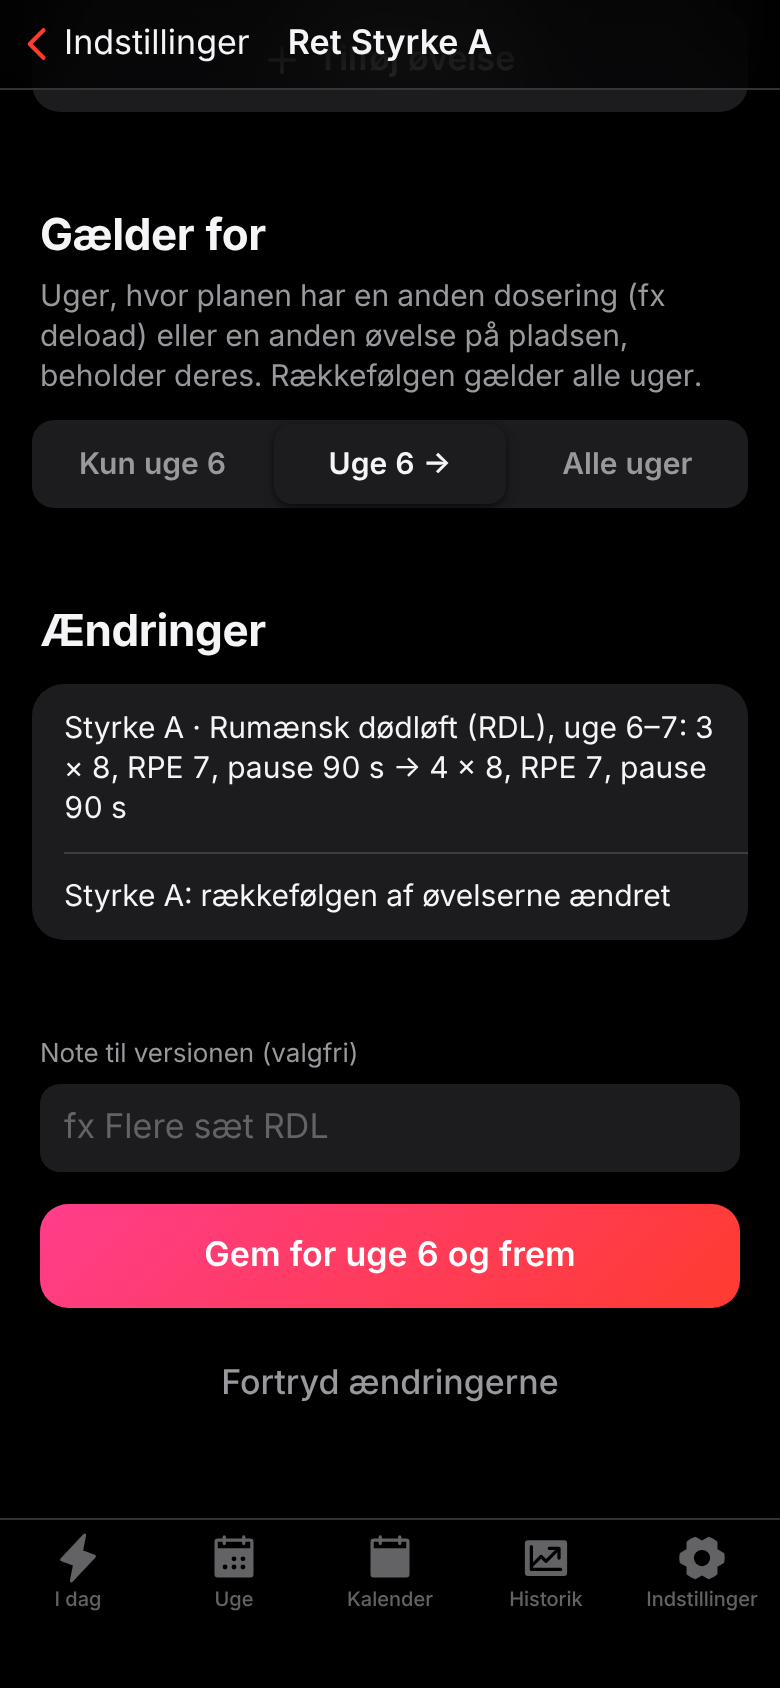 Indstillinger
Ret Styrke A
+ Tilføj øvelse
Gælder for
Uger, hvor planen har en anden dosering (fx
deload) eller en anden øvelse på pladsen,
beholder deres. Rækkefølgen gælder alle uger.
Kun uge 6
Uge 6 →
Alle uger
Ændringer
Styrke A · Rumænsk dødløft (RDL), uge 6–7: 3
× 8, RPE 7, pause 90 s → 4 × 8, RPE 7, pause
90 s
Styrke A: rækkefølgen af øvelserne ændret
Note til versionen (valgfri)
fx Flere sæt RDL
Gem for uge 6 og frem
Fortryd ændringerne
I dag
Uge
Kalender
Historik
Indstillinger